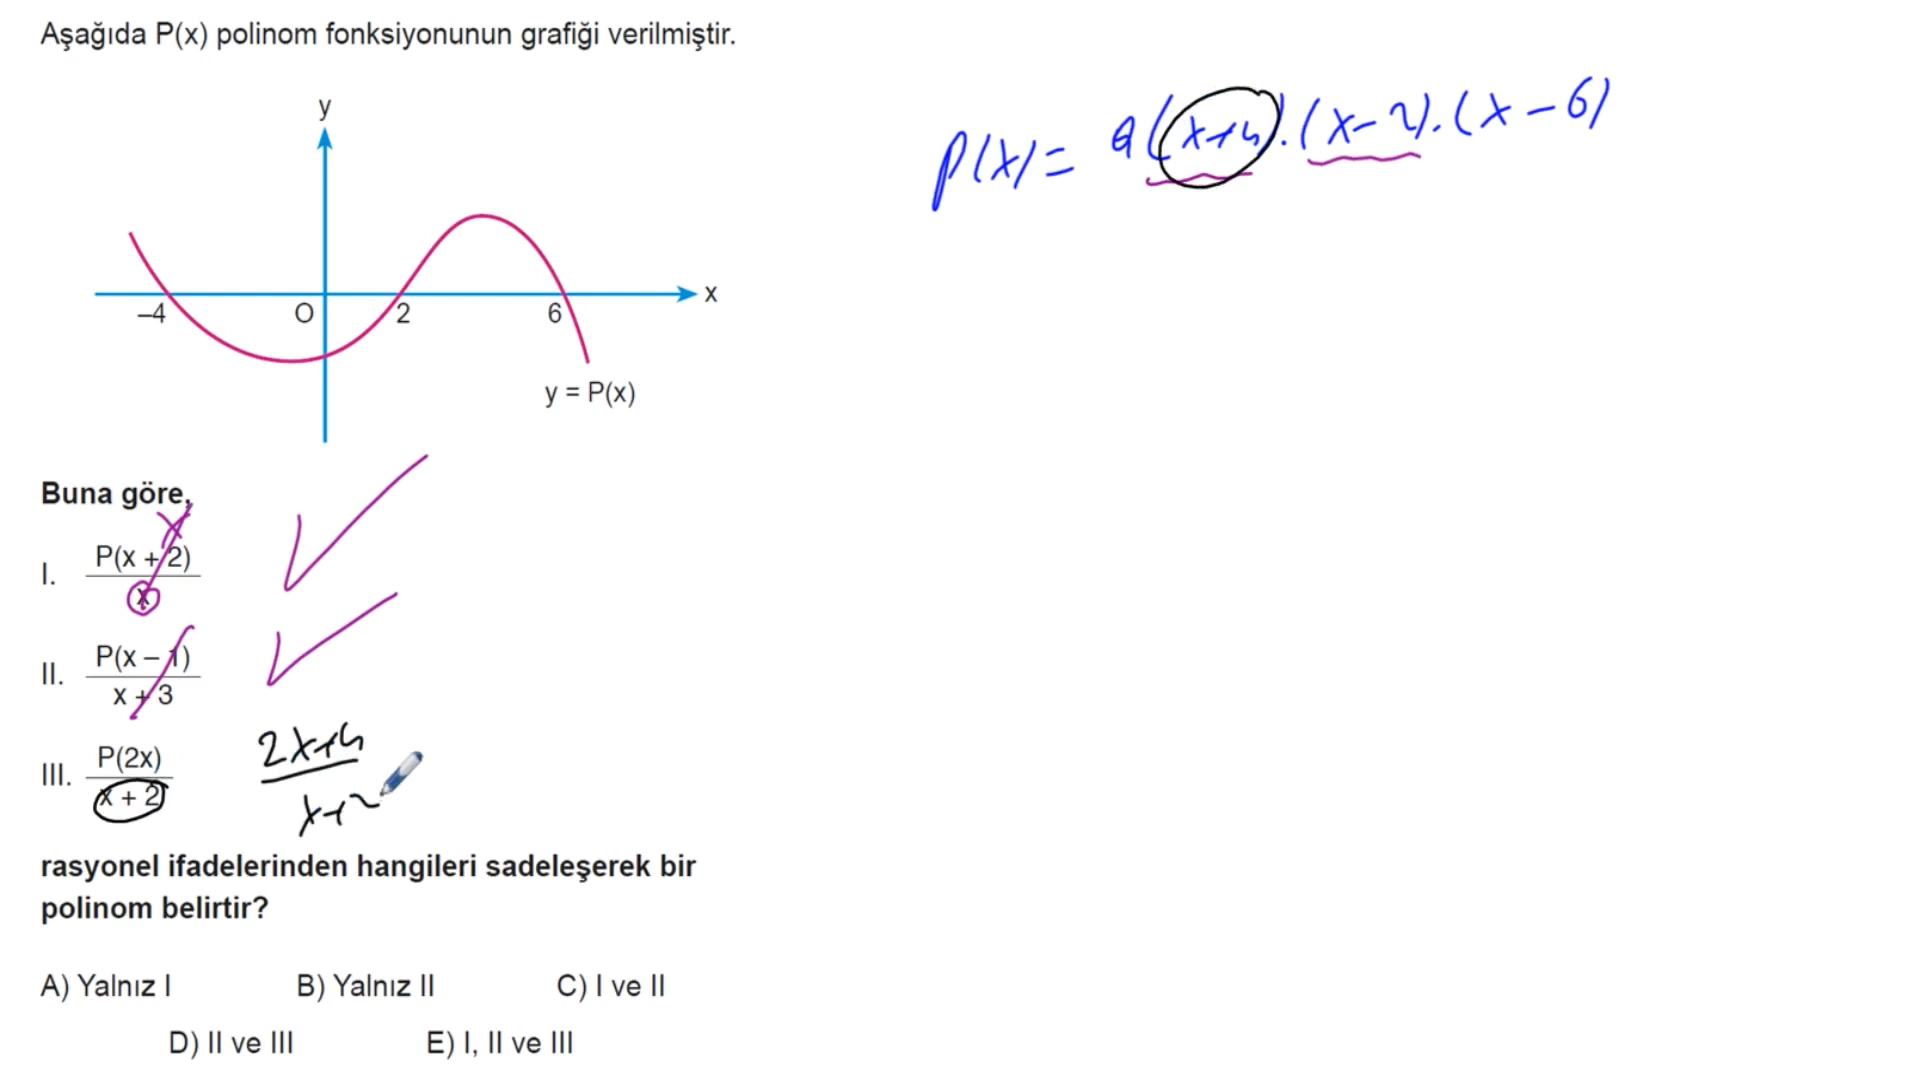 Aşağıda P(x) polinom fonksiyonunun grafiği verilmiştir.
P(x) = a(x+4).(x-2).(x-6)
y
x
-4
O
2
6
y = P(x)
Buna göre,
x
I. P(x + 2)
x
II. P(x – 1)
x + 3
III. P(2x)
x + 2
2x+4
x+2
rasyonel ifadelerinden hangileri sadeleşerek bir
polinom belirtir?
A) Yalnız I B) Yalnız II C) I ve II
D) II ve III E) I, II ve III